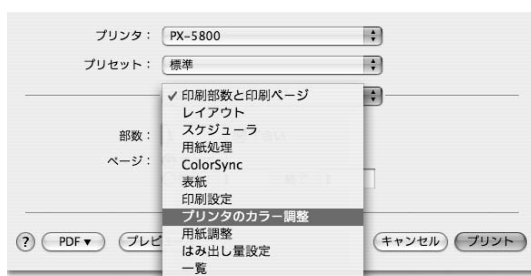 プリンタ： PX-5800
プリセット： 標準
✓ 印刷部数と印刷ページ
レイアウト
部数： スケジューラ
用紙処理
ページ： ColorSync
表紙
印刷設定
プリンタのカラー調整
用紙調整
はみ出し量設定
一覧
? PDF▼ プレビ キャンセル プリント